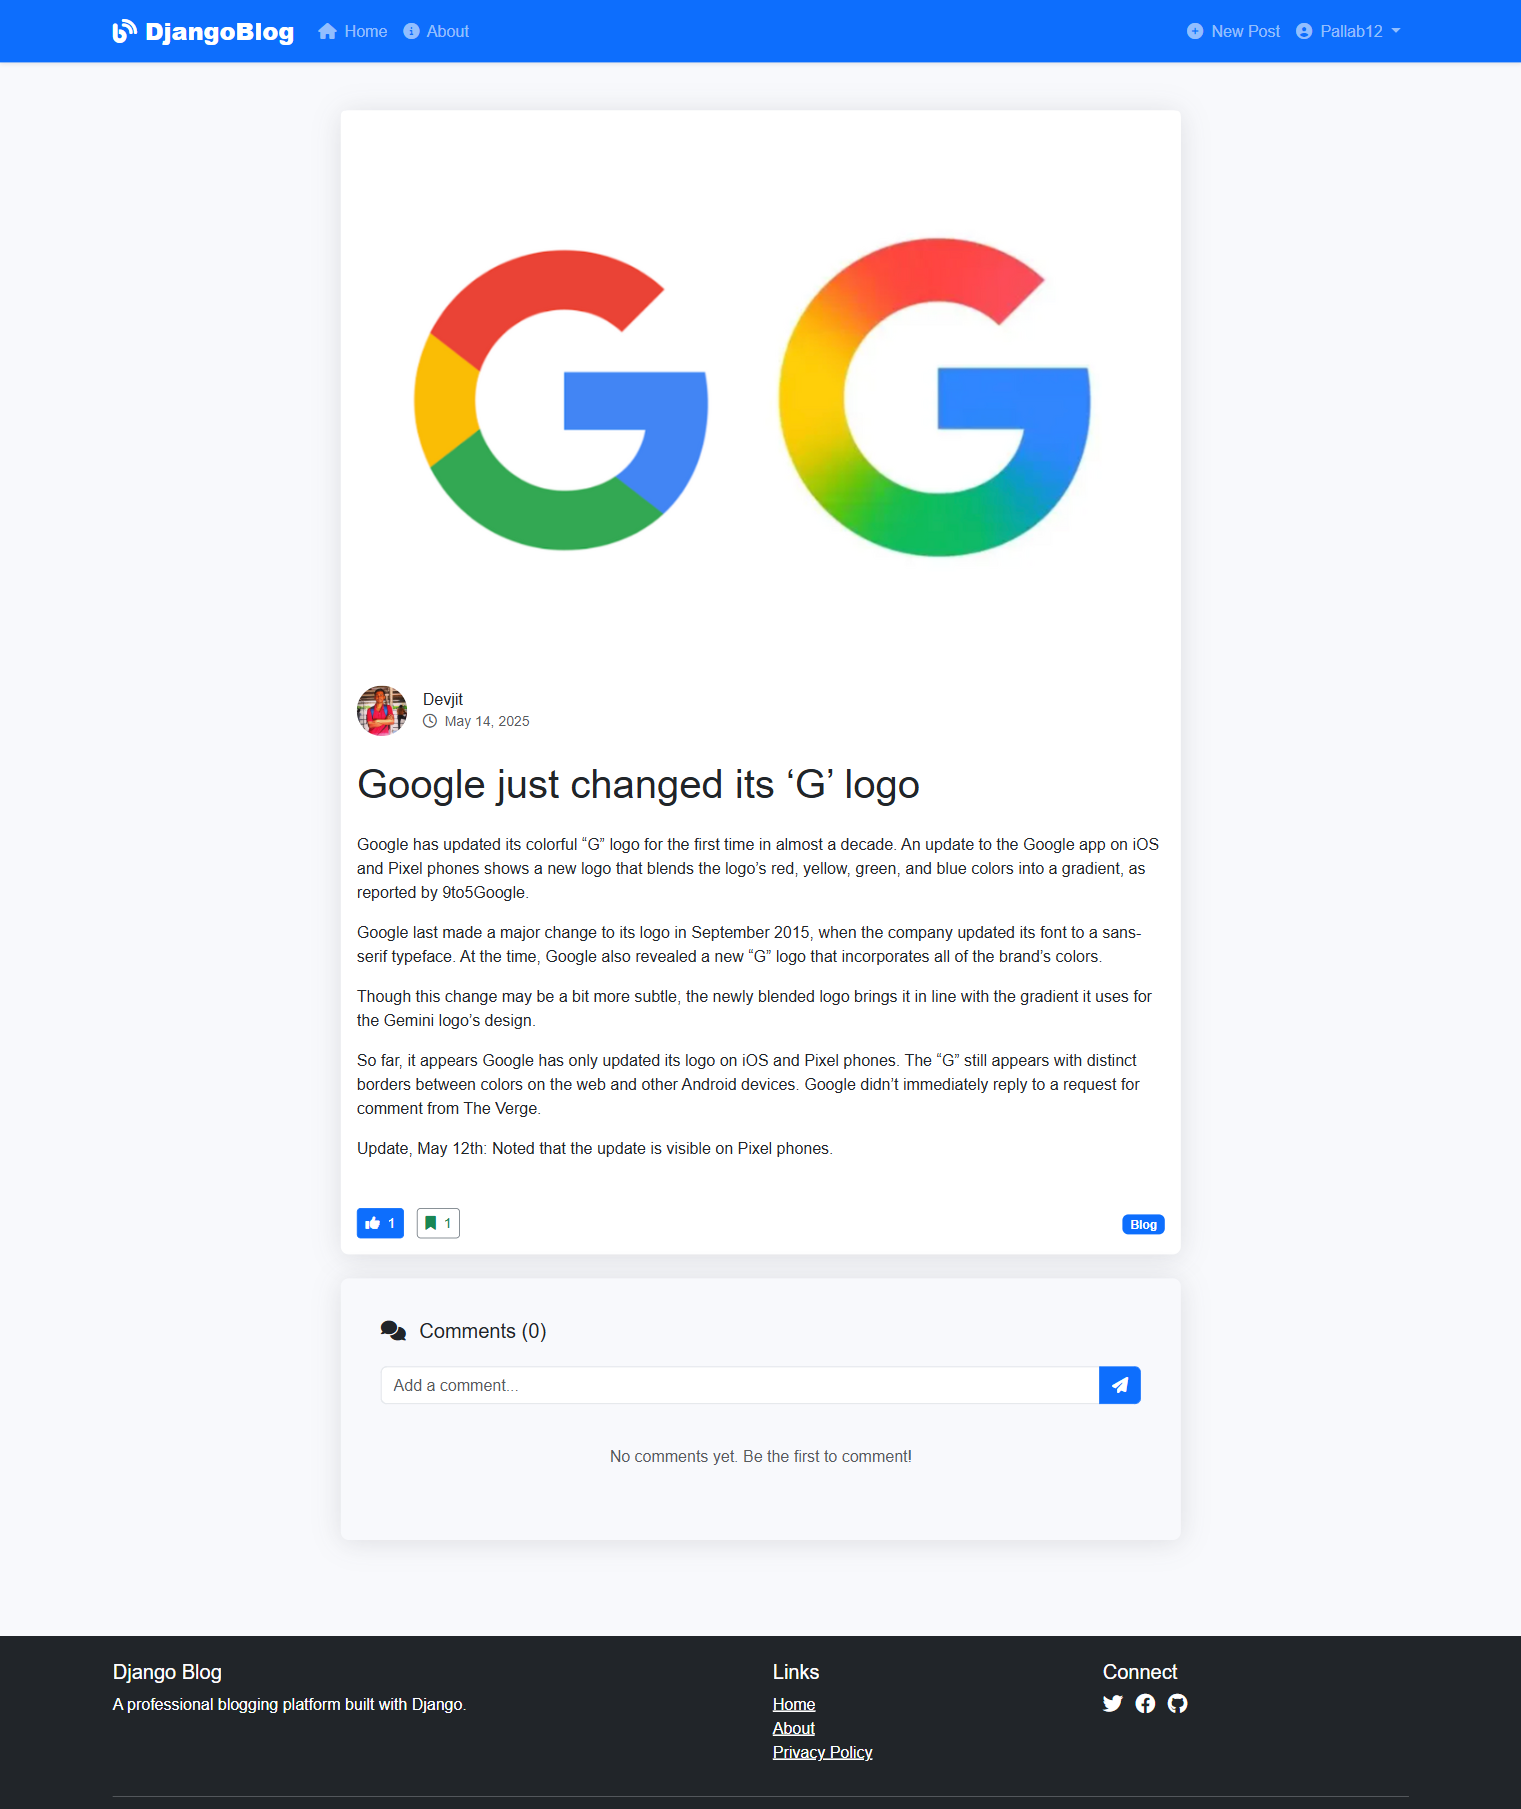 DjangoBlog Home About New Post Pallab12
Devjit
May 14, 2025
Google just changed its ‘G’ logo
Google has updated its colorful “G” logo for the first time in almost a decade. An update to the Google app on iOS
and Pixel phones shows a new logo that blends the logo’s red, yellow, green, and blue colors into a gradient, as
reported by 9to5Google.
Google last made a major change to its logo in September 2015, when the company updated its font to a sans-
serif typeface. At the time, Google also revealed a new “G” logo that incorporates all of the brand’s colors.
Though this change may be a bit more subtle, the newly blended logo brings it in line with the gradient it uses for
the Gemini logo’s design.
So far, it appears Google has only updated its logo on iOS and Pixel phones. The “G” still appears with distinct
borders between colors on the web and other Android devices. Google didn’t immediately reply to a request for
comment from The Verge.
Update, May 12th: Noted that the update is visible on Pixel phones.
1 1 Blog
Comments (0)
Add a comment...
No comments yet. Be the first to comment!
Django Blog
A professional blogging platform built with Django.
Links
Home
About
Privacy Policy
Connect